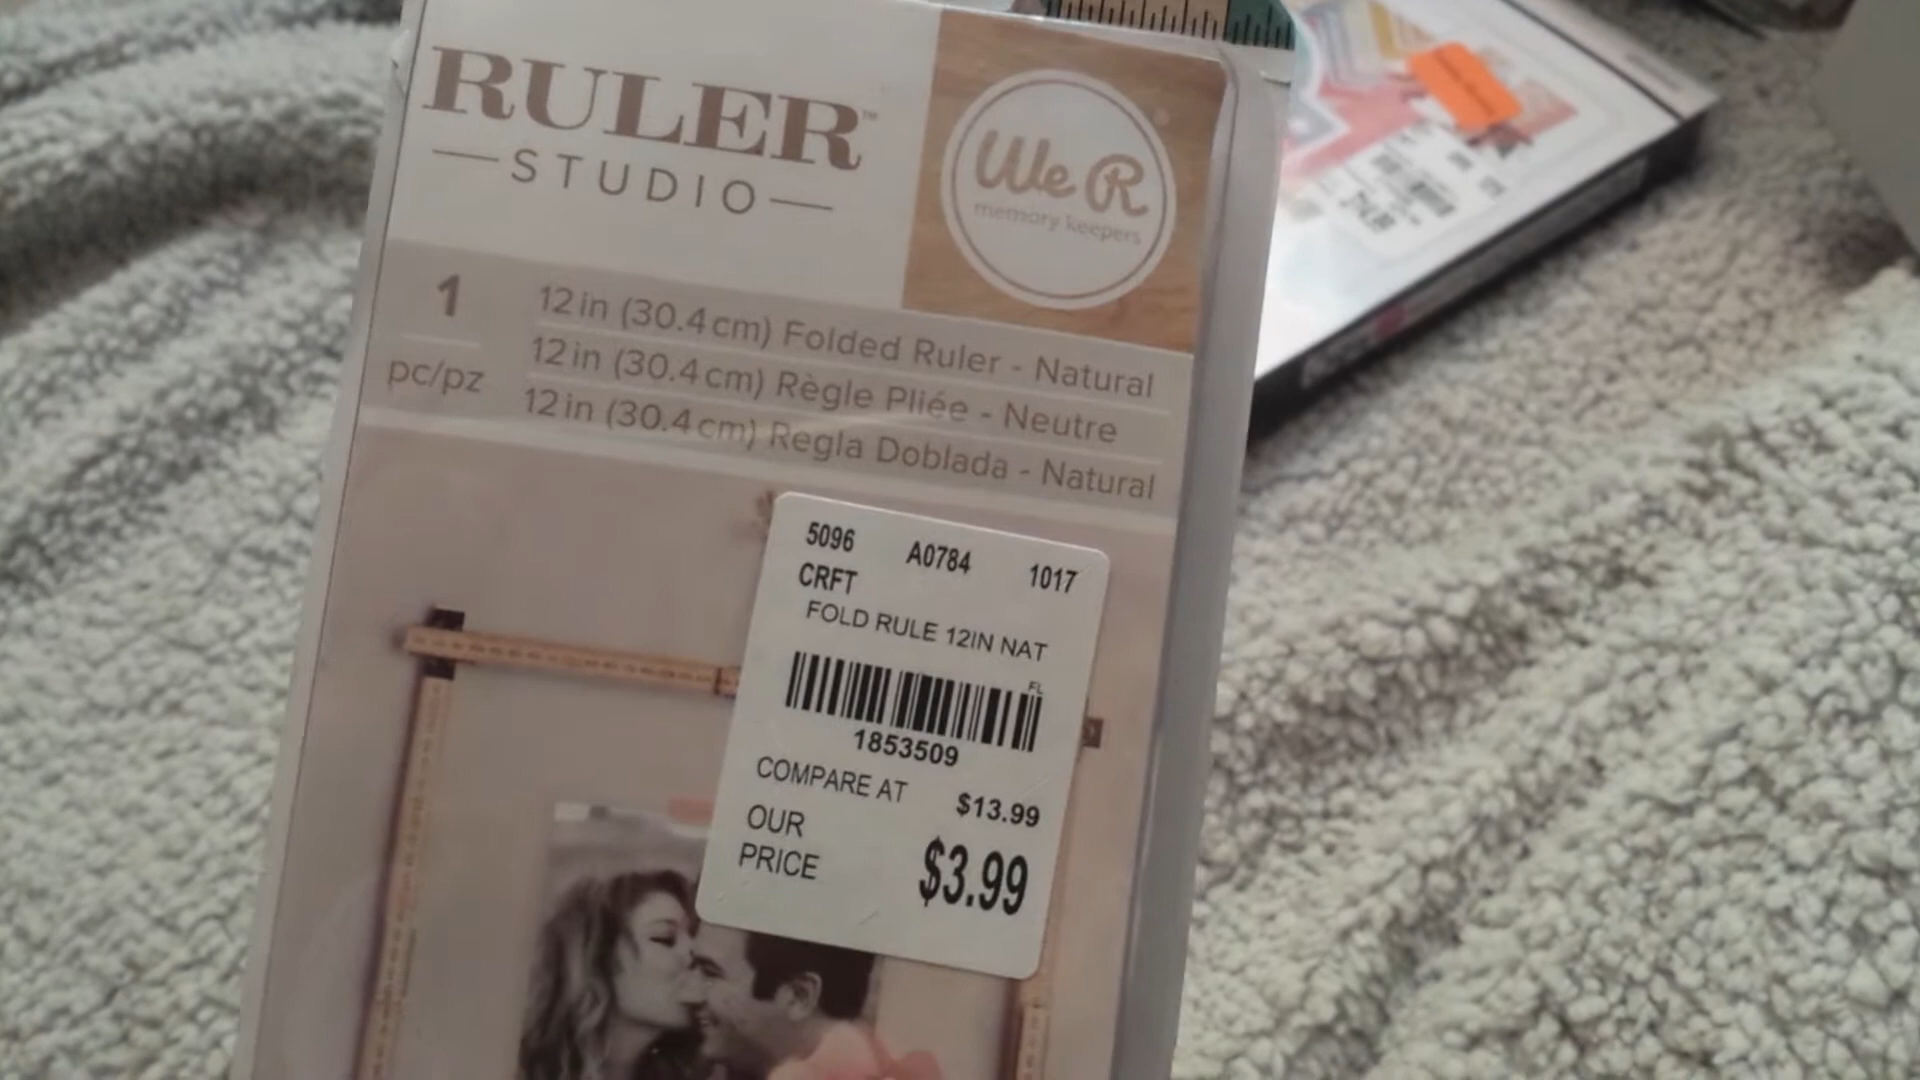 RULER™
STUDIO
We R
memory keepers
1
pc/pz
12 in (30.4 cm) Folded Ruler - Natural
12 in (30.4 cm) Règle Pliée - Neutre
12 in (30.4 cm) Regla Doblada - Natural
5096 A0784 1017
CRFT
FOLD RULE 12IN NAT
FL
1853509
COMPARE AT $13.99
OUR
PRICE $3.99